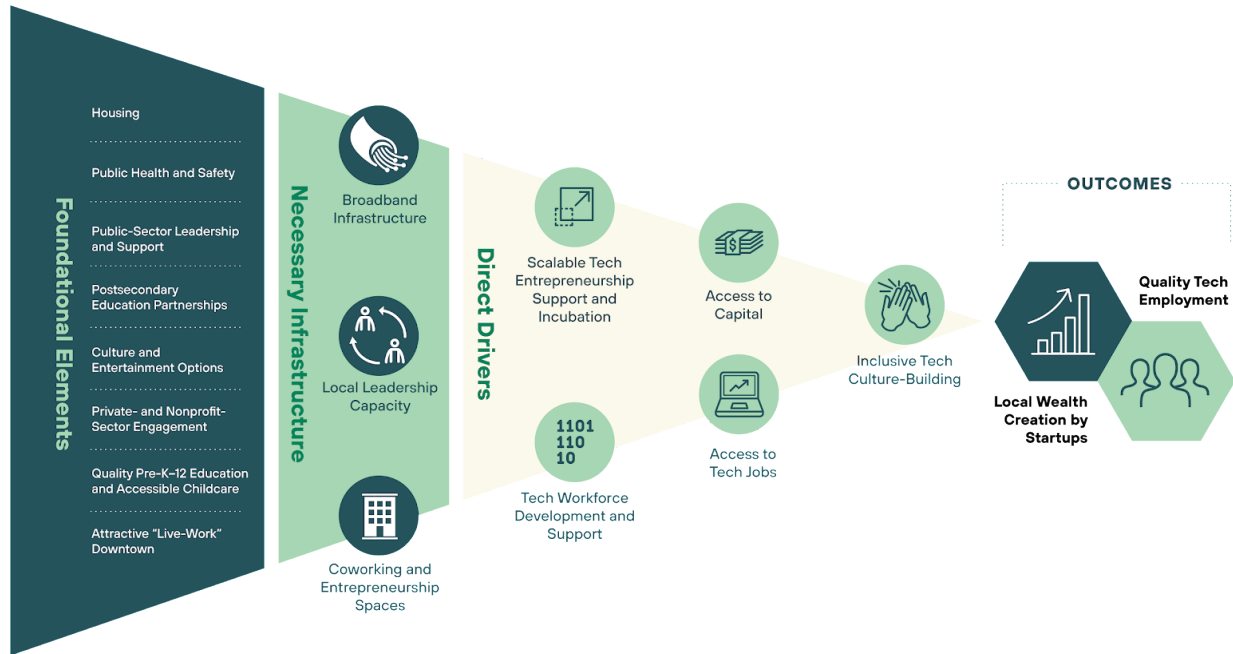 Foundational Elements
Housing
Public Health and Safety
Public-Sector Leadership
and Support
Postsecondary
Education Partnerships
Culture and
Entertainment Options
Private- and Nonprofit-
Sector Engagement
Quality Pre-K–12 Education
and Accessible Childcare
Attractive “Live-Work”
Downtown
Necessary Infrastructure
Broadband
Infrastructure
Local Leadership
Capacity
Coworking and
Entrepreneurship
Spaces
Direct Drivers
Scalable Tech
Entrepreneurship
Support and
Incubation
1101
110
10
Tech Workforce
Development and
Support
$
Access to
Capital
Access to
Tech Jobs
Inclusive Tech
Culture-Building
OUTCOMES
Quality Tech
Employment
Local Wealth
Creation by
Startups